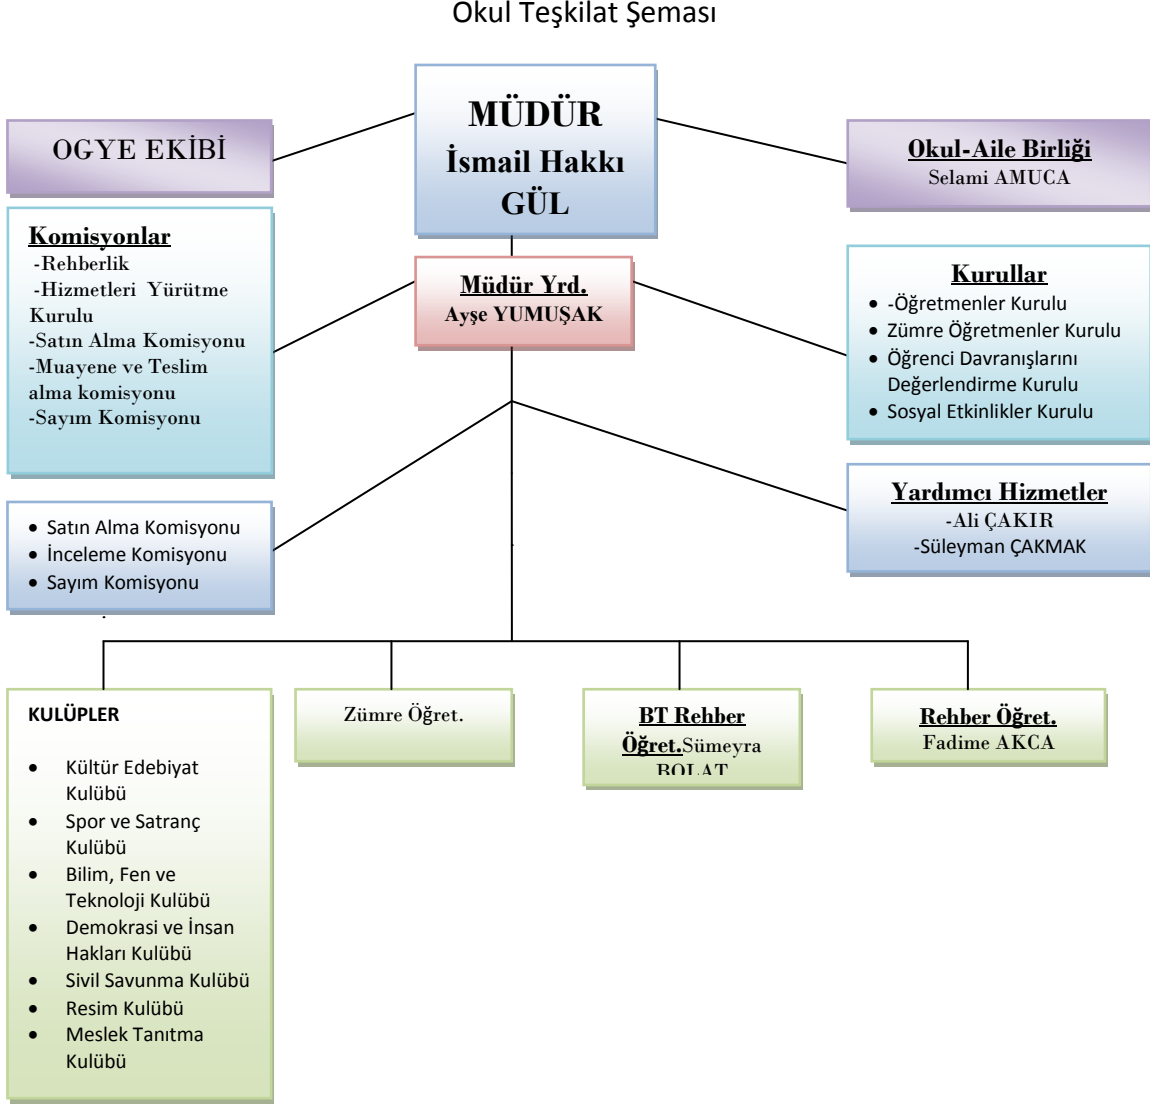 Okul Teşkilat Şeması
MÜDÜR
İsmail Hakkı
GÜL
OGYE EKİBİ
Okul-Aile Birliği
Selami AMUCA
Komisyonlar
-Rehberlik
-Hizmetleri Yürütme
Kurulu
-Satın Alma Komisyonu
-Muayene ve Teslim
alma komisyonu
-Sayım Komisyonu
Müdür Yrd.
Ayşe YUMUŞAK
Kurullar
• -Öğretmenler Kurulu
• Zümre Öğretmenler Kurulu
• Öğrenci Davranışlarını
Değerlendirme Kurulu
• Sosyal Etkinlikler Kurulu
• Satın Alma Komisyonu
• İnceleme Komisyonu
• Sayım Komisyonu
Yardımcı Hizmetler
-Ali ÇAKIR
-Süleyman ÇAKMAK
KULÜPLER
• Kültür Edebiyat
Kulübü
• Spor ve Satranç
Kulübü
• Bilim, Fen ve
Teknoloji Kulübü
• Demokrasi ve İnsan
Hakları Kulübü
• Sivil Savunma Kulübü
• Resim Kulübü
• Meslek Tanıtma
Kulübü
Zümre Öğret.
BT Rehber
Öğret.Sümeyra
BOLAT
Rehber Öğret.
Fadime AKCA